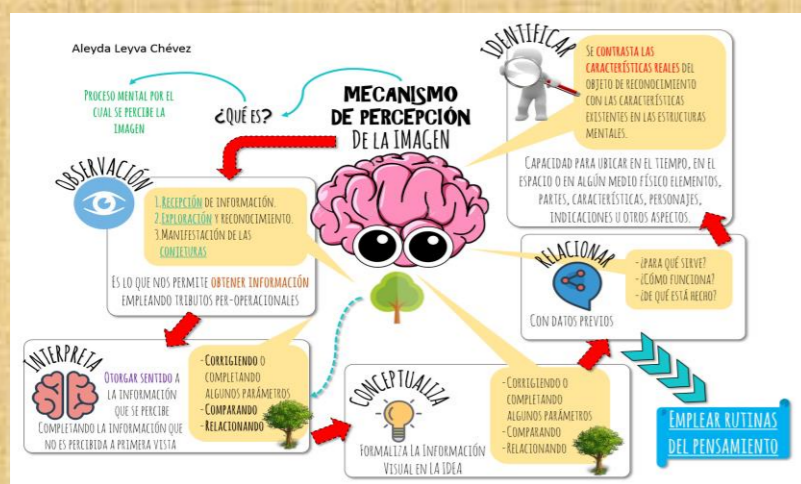 Aleyda Leyva Chévez
MECANISMO
DE PERCEPCIÓN
DE LA IMAGEN
¿QUÉ ES?
PROCESO MENTAL POR EL
CUAL SE PERCIBE LA
IMAGEN
OBSERVACIÓN
1.RECEPCIÓN DE INFORMACIÓN.
2.EXPLORACIÓN Y RECONOCIMIENTO.
3.MANIFESTACIÓN DE LAS
CONJETURAS
ES LO QUE NOS PERMITE OBTENER INFORMACIÓN
EMPLEANDO TRIBUTOS PER-OPERACIONALES
INTERPRETA
OTORGAR SENTIDO A
LA INFORMACIÓN
QUE SE PERCIBE
COMPLETANDO LA INFORMACIÓN QUE
NO ES PERCIBIDA A PRIMERA VISTA
-CORRIGIENDO O
COMPLETANDO
ALGUNOS PARÁMETROS
-COMPARANDO
-RELACIONANDO
CONCEPTUALIZA
FORMALIZA LA INFORMACIÓN
VISUAL EN LA IDEA
-CORRIGIENDO O
COMPLETANDO
ALGUNOS PARÁMETROS
-COMPARANDO
-RELACIONANDO
RELACIONAR
CON DATOS PREVIOS
-¿PARA QUÉ SIRVE?
-¿CÓMO FUNCIONA?
-¿DE QUÉ ESTÁ HECHO?
IDENTIFICAR
SE CONTRASTA LAS
CARACTERÍSTICAS REALES DEL
OBJETO DE RECONOCIMIENTO
CON LAS CARACTERÍSTICAS
EXISTENTES EN LAS ESTRUCTURAS
MENTALES.
CAPACIDAD PARA UBICAR EN EL TIEMPO, EN EL
ESPACIO O EN ALGÚN MEDIO FÍSICO ELEMENTOS,
PARTES, CARACTERÍSTICAS, PERSONAJES,
INDICACIONES U OTROS ASPECTOS.
EMPLEAR RUTINAS
DEL PENSAMIENTO